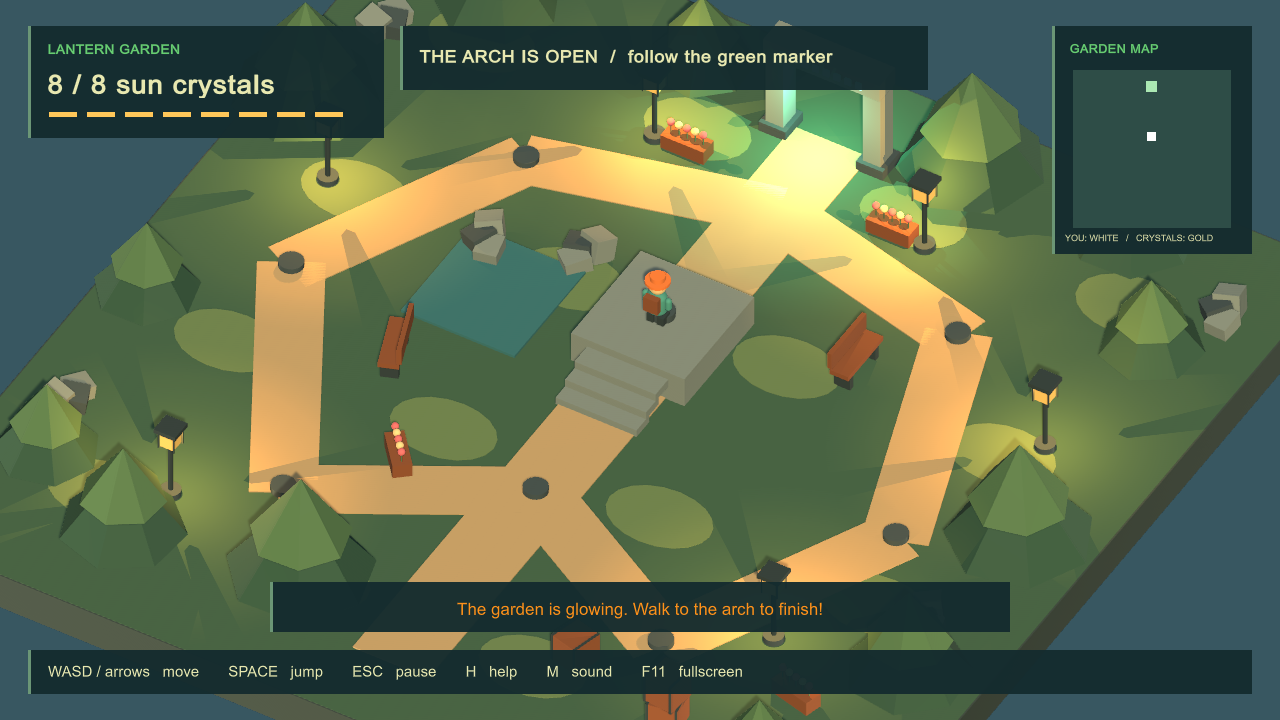 LANTERN GARDEN
8 / 8 sun crystals
THE ARCH IS OPEN / follow the green marker
GARDEN MAP
YOU: WHITE / CRYSTALS: GOLD
The garden is glowing. Walk to the arch to finish!
WASD / arrows move SPACE jump ESC pause H help M sound F11 fullscreen